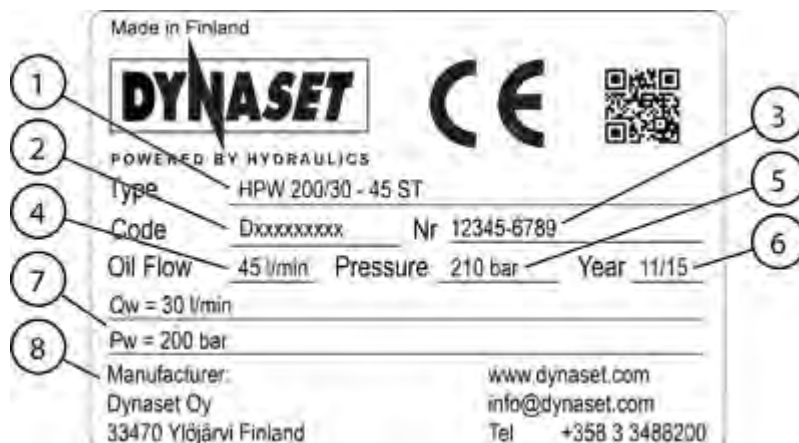 Made in Finland
DYNASET
CE
POWERED BY HYDRAULICS
1
Type HPW 200/30 - 45 ST
2
3
Code Dxxxxxxxxx Nr 12345-6789
4
5
Oil Flow 45 l/min Pressure 210 bar Year 11/15
6
Qw = 30 l/min
7
Pw = 200 bar
8
Manufacturer: www.dynaset.com
Dynaset Oy info@dynaset.com
33470 Ylöjärvi Finland Tel +358 3 3488200